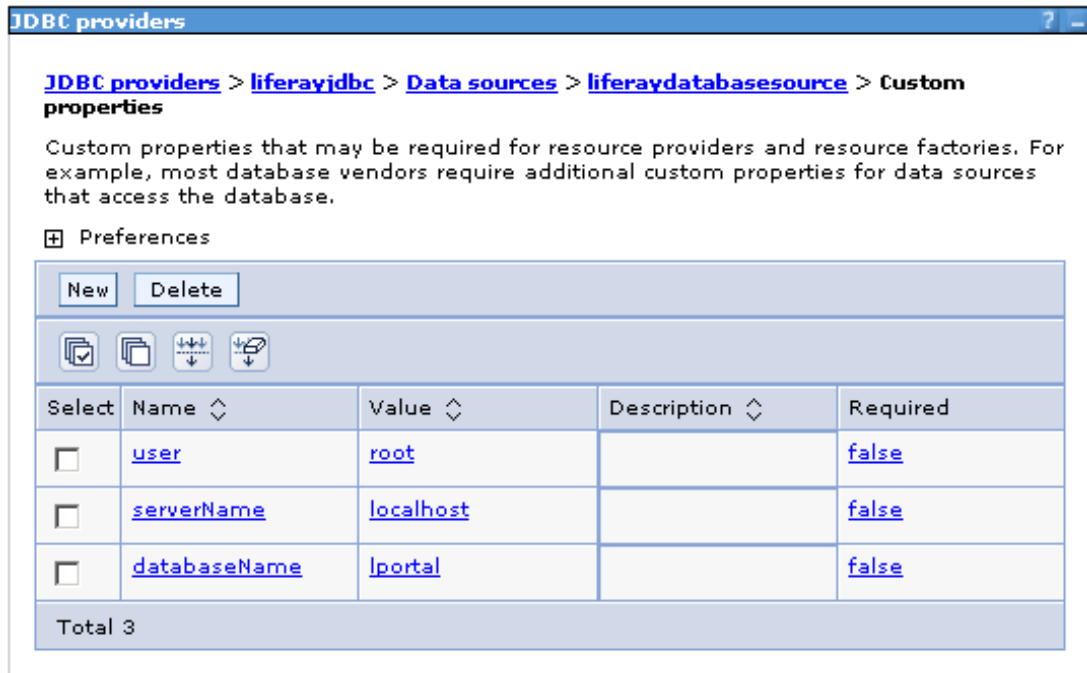 JDBC providers ? –
JDBC providers > liferayjdbc > Data sources > liferaydatabasesource > Custom
properties
Custom properties that may be required for resource providers and resource factories. For
example, most database vendors require additional custom properties for data sources
that access the database.
Preferences
New Delete
Select Name Value Description Required
user root false
serverName localhost false
databaseName lportal false
Total 3